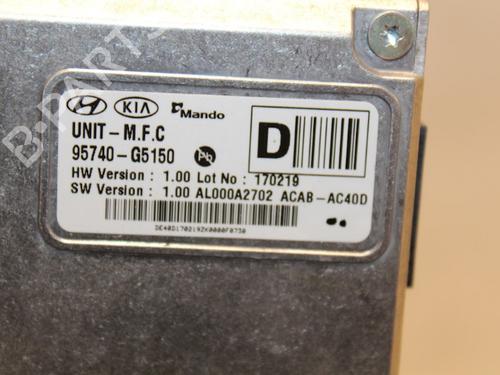 B-PARTS
HYUNDAI KIA Mando
UNIT-M.F.C
D
95740-G5150 Pb
HW Version : 1.00 Lot No : 170219
SW Version : 1.00 AL000A2702 ACAB-AC40D